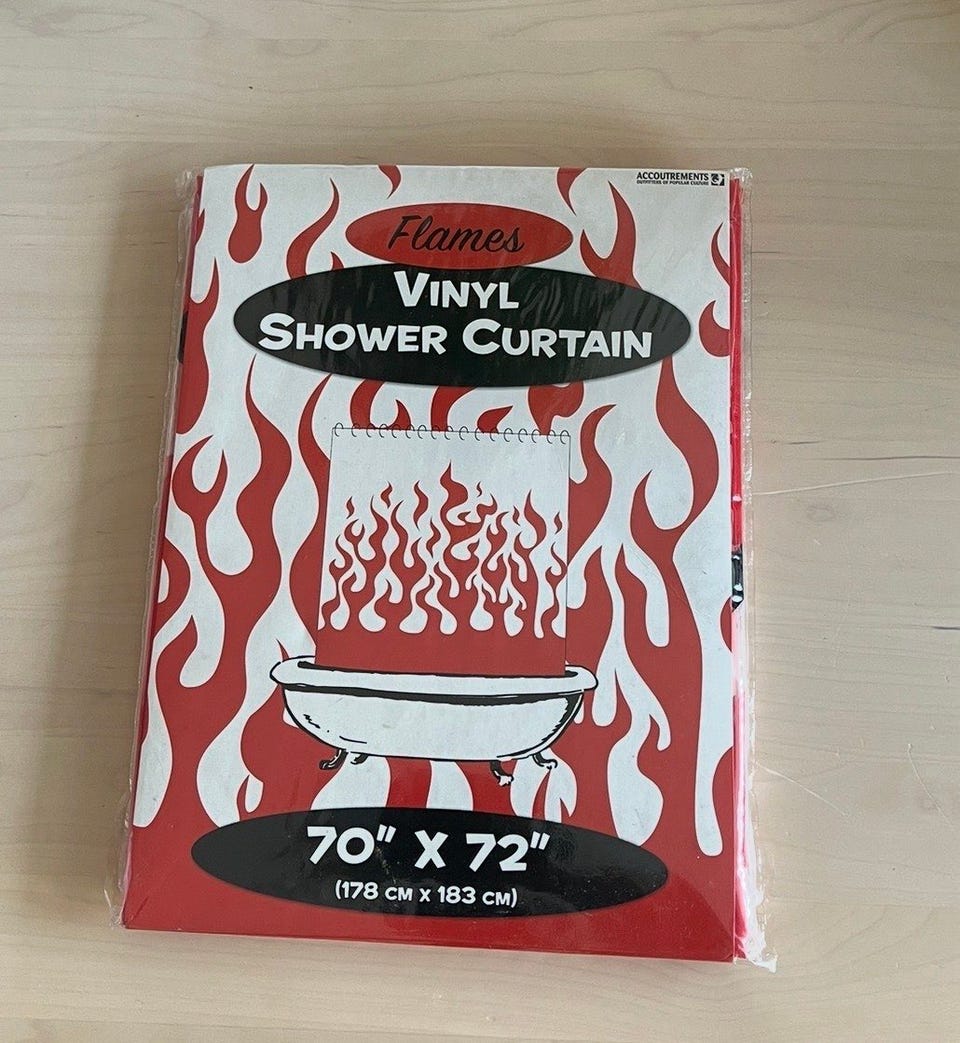 ACCOUTREMENTS
OUTFITTERS OF POPULAR CULTURE
Flames
VINYL
SHOWER CURTAIN
70" X 72"
(178 CM X 183 CM)